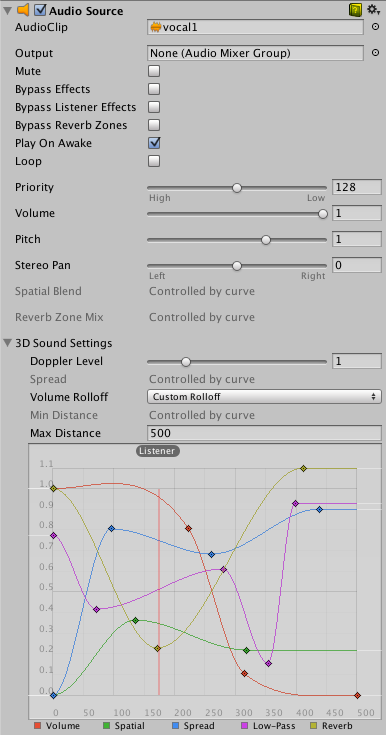 Audio Source
AudioClip vocal1
Output None (Audio Mixer Group)
Mute
Bypass Effects
Bypass Listener Effects
Bypass Reverb Zones
Play On Awake
Loop
Priority 128
High Low
Volume 1
Pitch 1
Stereo Pan 0
Left Right
Spatial Blend Controlled by curve
Reverb Zone Mix Controlled by curve
3D Sound Settings
Doppler Level 1
Spread Controlled by curve
Volume Rolloff Custom Rolloff
Min Distance Controlled by curve
Max Distance 500
Listener
1.1
1.0
0.9
0.8
0.7
0.6
0.5
0.4
0.3
0.2
0.1
0.0
0 50 100 150 200 250 300 350 400 450 500
Volume Spatial Spread Low-Pass Reverb